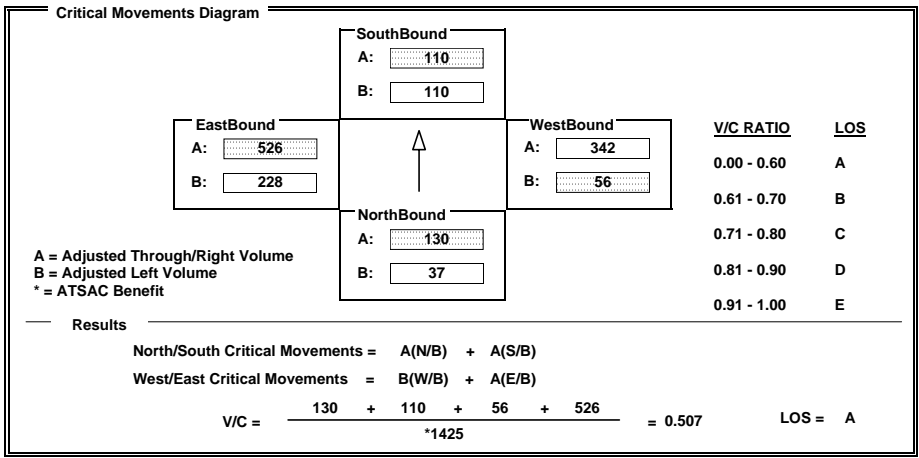 Critical Movements Diagram
SouthBound
A: 110
B: 110
EastBound
A: 526
B: 228
WestBound
A: 342
B: 56
NorthBound
A: 130
B: 37
V/C RATIO LOS
0.00 - 0.60 A
0.61 - 0.70 B
0.71 - 0.80 C
0.81 - 0.90 D
0.91 - 1.00 E
A = Adjusted Through/Right Volume
B = Adjusted Left Volume
* = ATSAC Benefit
Results
North/South Critical Movements = A(N/B) + A(S/B)
West/East Critical Movements = B(W/B) + A(E/B)
130 + 110 + 56 + 526
V/C = = 0.507 LOS = A
*1425